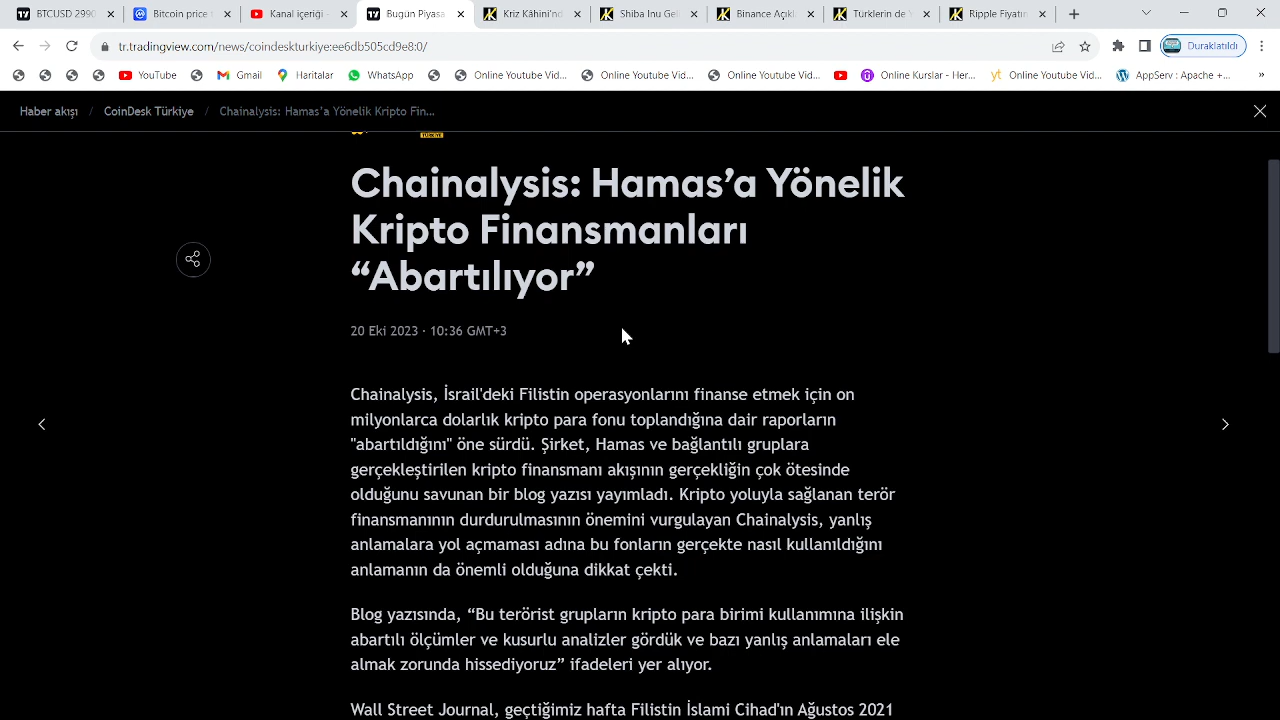 BTCUSD 2990
Bitcoin price
Kanal içeriği -
Bugün Piyasa
Kriz Kâhini'nd
Shiba Inu Geli
Binance Açıkl
Türklerin de
Ripple Fiyatın
tr.tradingview.com/news/coindeskturkiye:ee6db505cd9e8:0/
Duraklatıldı
YouTube
Gmail
Haritalar
WhatsApp
Online Youtube Vid...
Online Youtube Vid...
Online Youtube Vid...
Online Kurslar - Her...
Online Youtube Vid...
AppServ : Apache +...
Haber akışı / CoinDesk Türkiye / Chainalysis: Hamas’a Yönelik Kripto Fin...
Chainalysis: Hamas’a Yönelik
Kripto Finansmanları
“Abartılıyor”
20 Eki 2023 · 10:36 GMT+3
Chainalysis, İsrail'deki Filistin operasyonlarını finanse etmek için on
milyonlarca dolarlık kripto para fonu toplandığına dair raporların
"abartıldığını" öne sürdü. Şirket, Hamas ve bağlantılı gruplara
gerçekleştirilen kripto finansmanı akışının gerçekliğin çok ötesinde
olduğunu savunan bir blog yazısı yayımladı. Kripto yoluyla sağlanan terör
finansmanının durdurulmasının önemini vurgulayan Chainalysis, yanlış
anlamalara yol açmaması adına bu fonların gerçekte nasıl kullanıldığını
anlamanın da önemli olduğuna dikkat çekti.
Blog yazısında, “Bu terörist grupların kripto para birimi kullanımına ilişkin
abartılı ölçümler ve kusurlu analizler gördük ve bazı yanlış anlamaları ele
almak zorunda hissediyoruz” ifadeleri yer alıyor.
Wall Street Journal, geçtiğimiz hafta Filistin İslami Cihad'ın Ağustos 2021